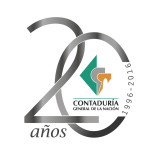 20
CONTADURÍA
GENERAL DE LA NACIÓN
1996-2016
años